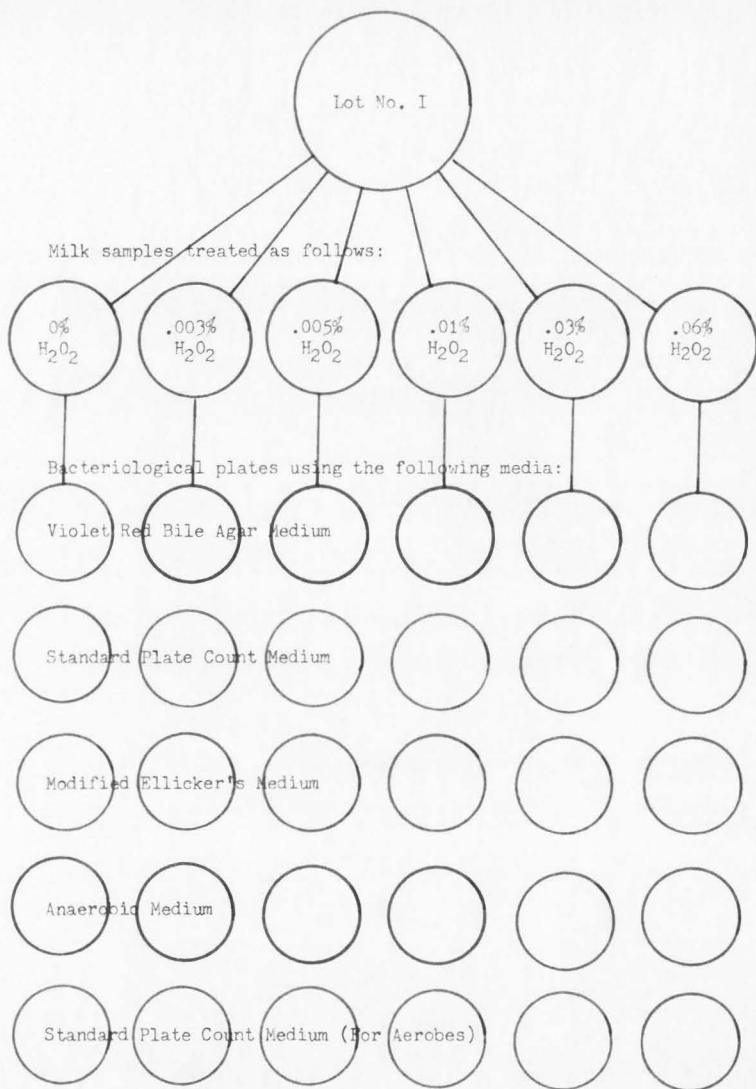 Lot No. I
Milk samples treated as follows:
0% .003% .005% .01% .03% .06%
H2O2 H2O2 H2O2 H2O2 H2O2 H2O2
Bacteriological plates using the following media:
Violet Red Bile Agar Medium
Standard Plate Count Medium
Modified Ellicker's Medium
Anaerobic Medium
Standard Plate Count Medium (For Aerobes)